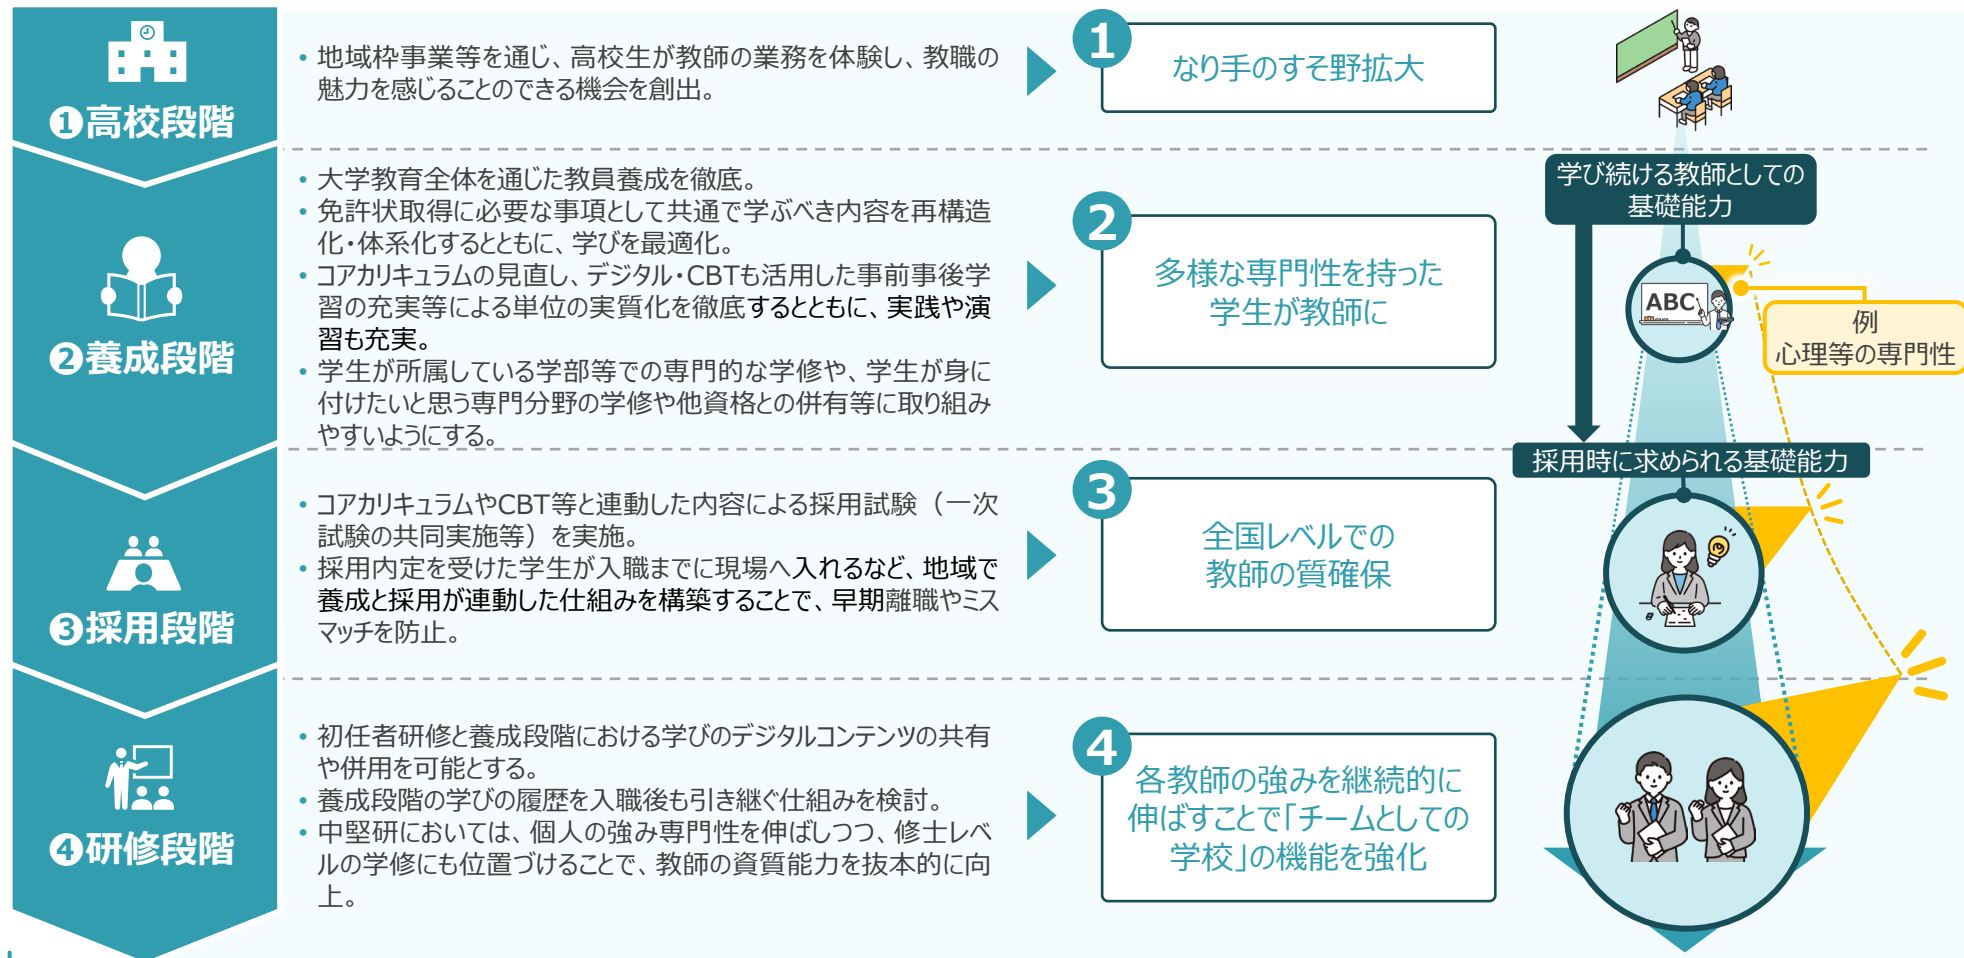 ❶高校段階
• 地域枠事業等を通じ、高校生が教師の業務を体験し、教職の
魅力を感じることのできる機会を創出。
1
なり手のすそ野拡大
❷養成段階
• 大学教育全体を通じた教員養成を徹底。
• 免許状取得に必要な事項として共通で学ぶべき内容を再構造
化・体系化するとともに、学びを最適化。
• コアカリキュラムの見直し、デジタル・CBTも活用した事前事後学
習の充実等による単位の実質化を徹底するとともに、実践や演
習も充実。
• 学生が所属している学部等での専門的な学修や、学生が身に
付けたいと思う専門分野の学修や他資格との併有等に取り組み
やすいようにする。
2
多様な専門性を持った
学生が教師に
学び続ける教師としての
基礎能力
ABC
例
心理等の専門性
採用時に求められる基礎能力
❸採用段階
• コアカリキュラムやCBT等と連動した内容による採用試験（一次
試験の共同実施等）を実施。
• 採用内定を受けた学生が入職までに現場へ入れるなど、地域で
養成と採用が連動した仕組みを構築することで、早期離職やミス
マッチを防止。
3
全国レベルでの
教師の質確保
❹研修段階
• 初任者研修と養成段階における学びのデジタルコンテンツの共有
や併用を可能とする。
• 養成段階の学びの履歴を入職後も引き継ぐ仕組みを検討。
• 中堅研においては、個人の強み専門性を伸ばしつつ、修士レベ
ルの学修にも位置づけることで、教師の資質能力を抜本的に向
上。
4
各教師の強みを継続的に
伸ばすことで「チームとしての
学校」の機能を強化